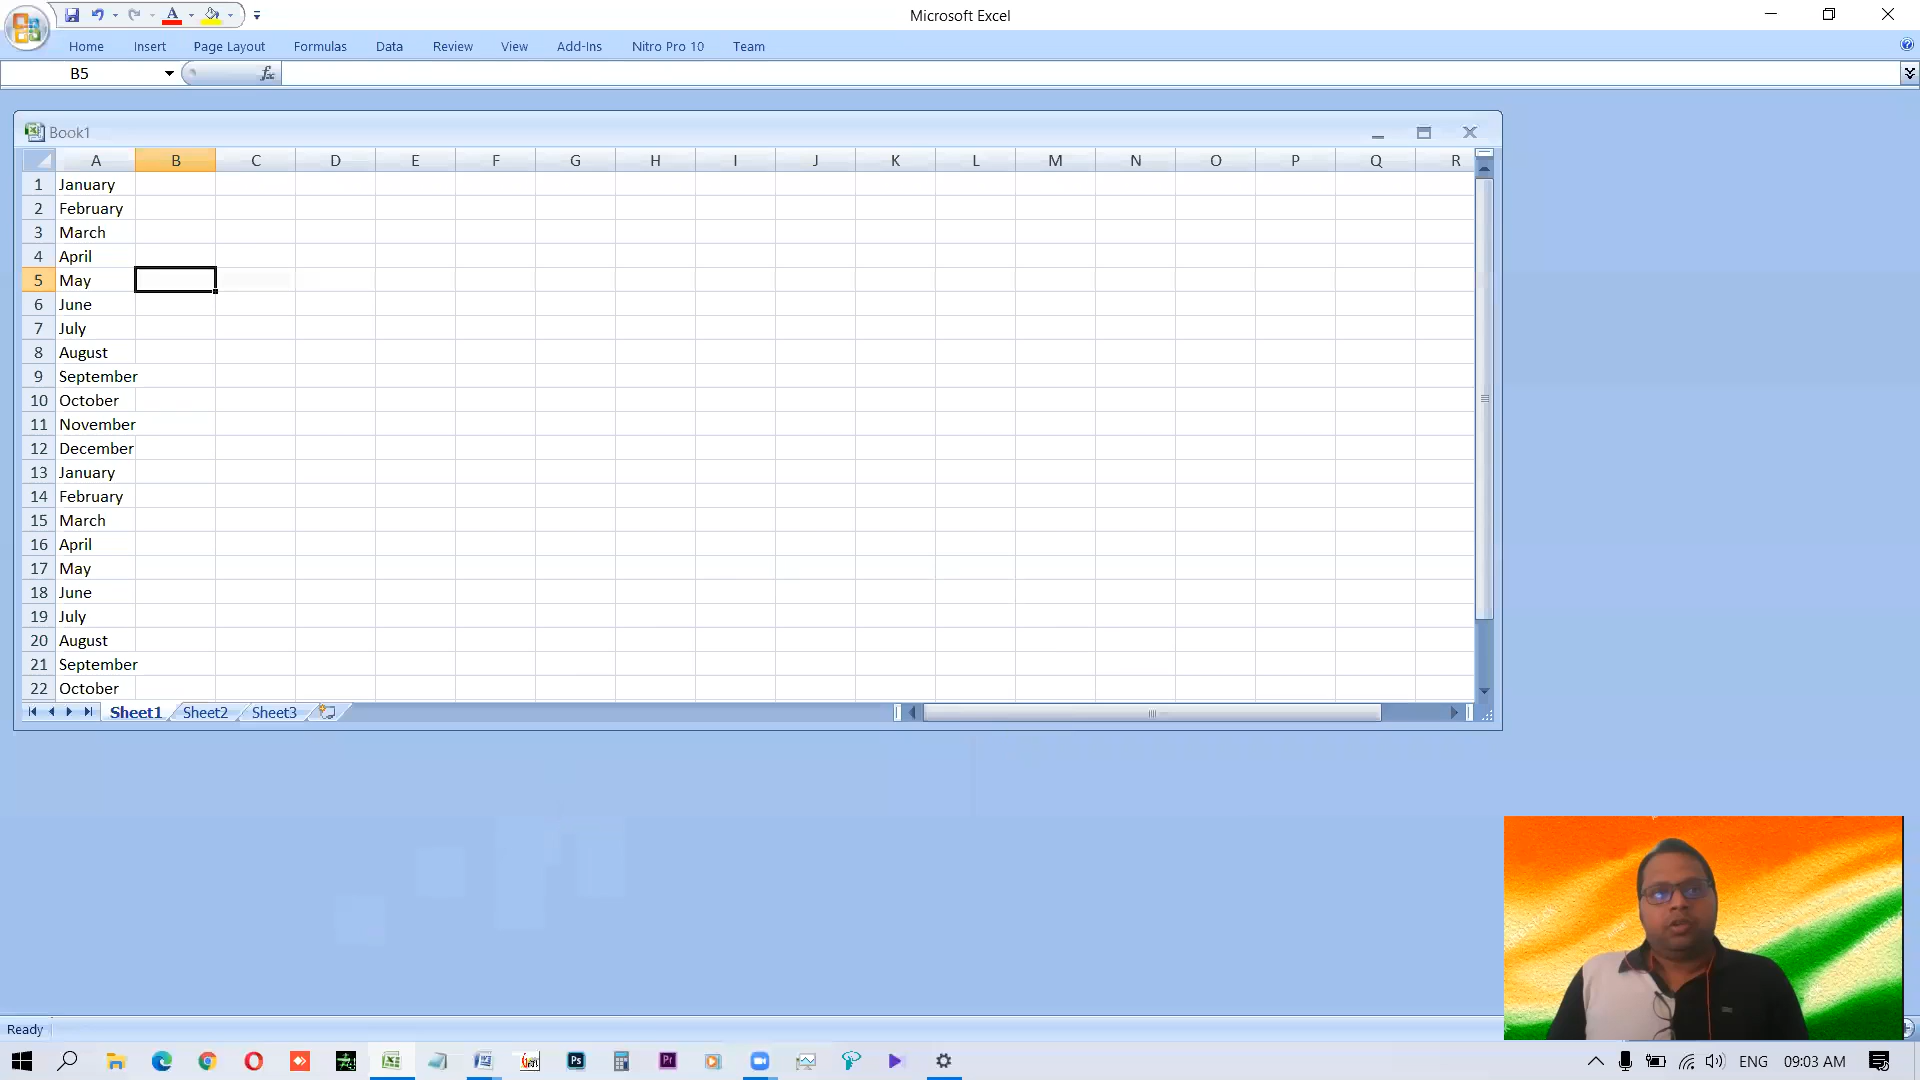 Microsoft Excel
Home Insert Page Layout Formulas Data Review View Add-Ins Nitro Pro 10 Team
B5 fx
Book1
A B C D E F G H I J K L M N O P Q R
1 January
2 February
3 March
4 April
5 May
6 June
7 July
8 August
9 September
10 October
11 November
12 December
13 January
14 February
15 March
16 April
17 May
18 June
19 July
20 August
21 September
22 October
Sheet1 Sheet2 Sheet3
Ready
Ps Pr ENG 09:03 AM